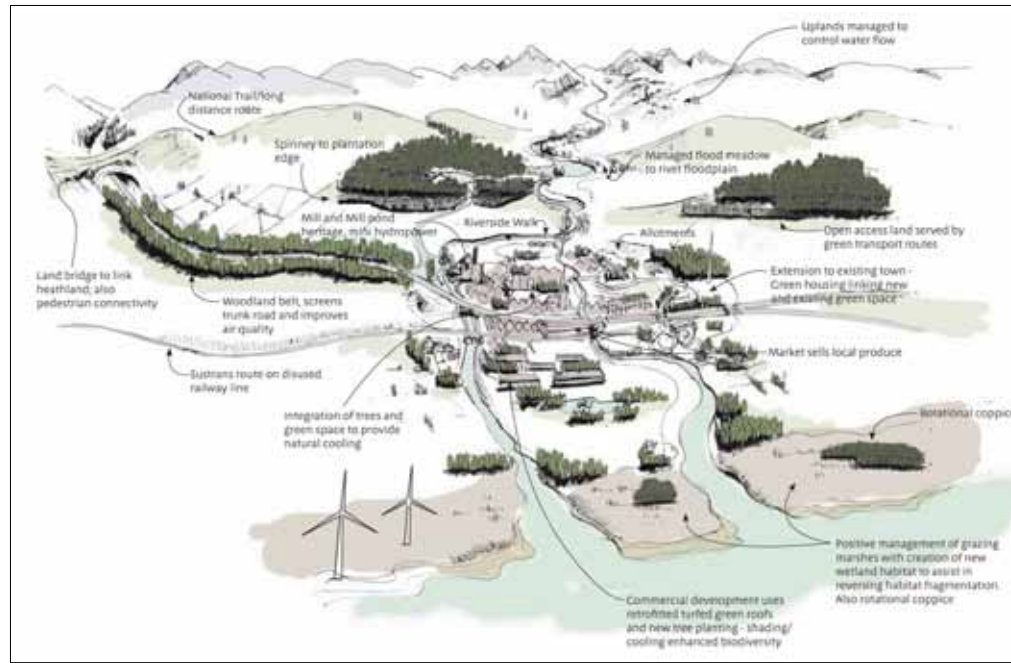 Uplands managed to
control water flow
National Trail/long
distance route
Spinney to plantation
edge
Managed flood meadow
to river floodplain
Mill and Mill pond
heritage, mills hydropower
Riverside Walk
Allotments
Open access land served by
green transport routes
Land bridge to link
heathland; also
pedestrian connectivity
Extension to existing town -
Green housing linking new
and existing green space
Woodland belt, screens
trunk road and improves
air quality
Market sells local produce
Sustrans route on disused
railway line
Integration of trees and
green space to provide
natural cooling
Rotational coppice
Positive management of grazing
marshes with creation of new
wetland habitat to assist in
reversing habitat fragmentation.
Also rotational coppice
Commercial development uses
retrofitted turfed green roofs
and new tree planting - shading/
cooling enhanced biodiversity